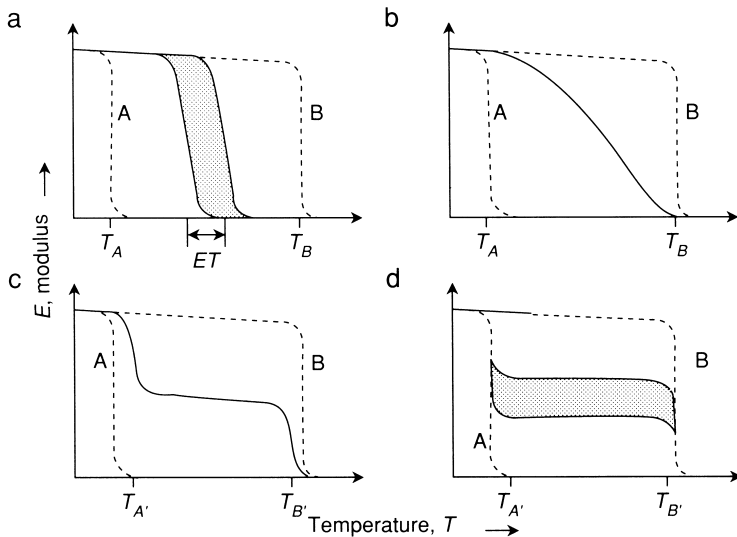 a
A
B
T_A
ET
T_B
b
A
B
T_A
T_B
E, modulus
c
A
B
T_A'
T_B'
d
A
B
T_A'
T_B'
Temperature, T